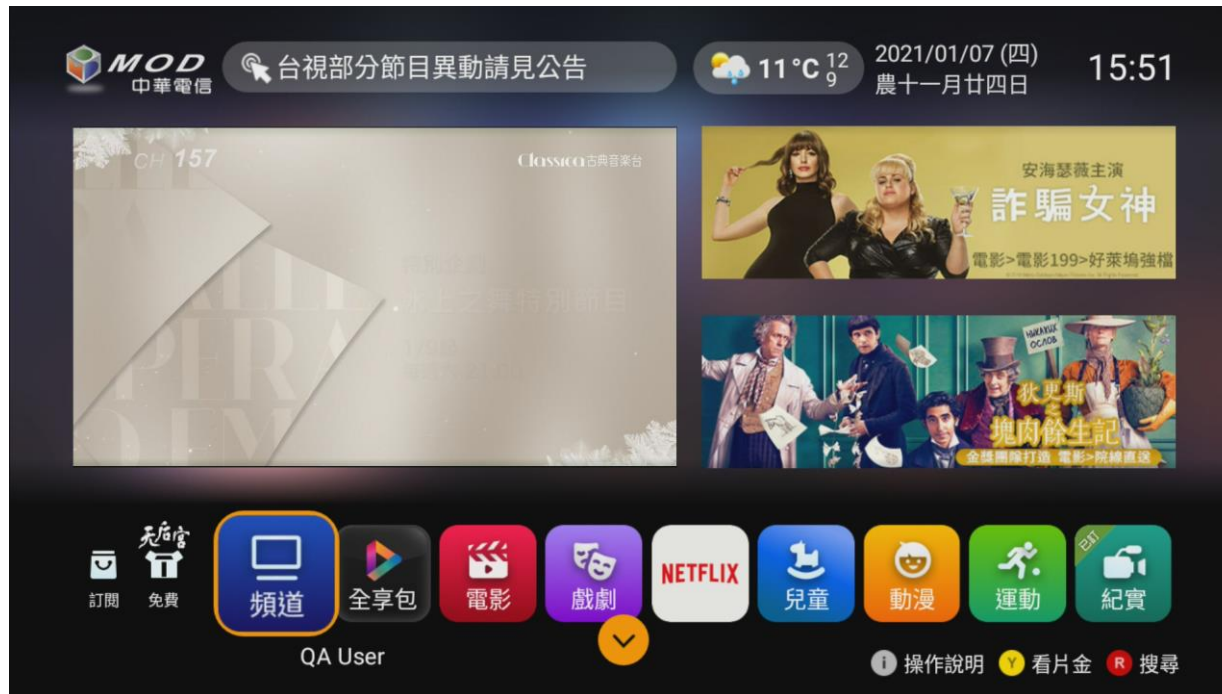 MOD
中華電信
台視部分節目異動請見公告
11°C
12
9
2021/01/07 (四)
農十一月廿四日
15:51
CH 157
Classica古典音楽台
安海瑟薇主演
詐騙女神
電影>電影199>好萊塢強檔
狄更斯
之
塊肉餘生記
金獎團隊打造 電影>院線直送
天后宮
訂閱
免費
頻道
全享包
電影
戲劇
NETFLIX
兒童
動漫
運動
已訂
紀實
QA User
i 操作說明
Y 看片金
R 搜尋